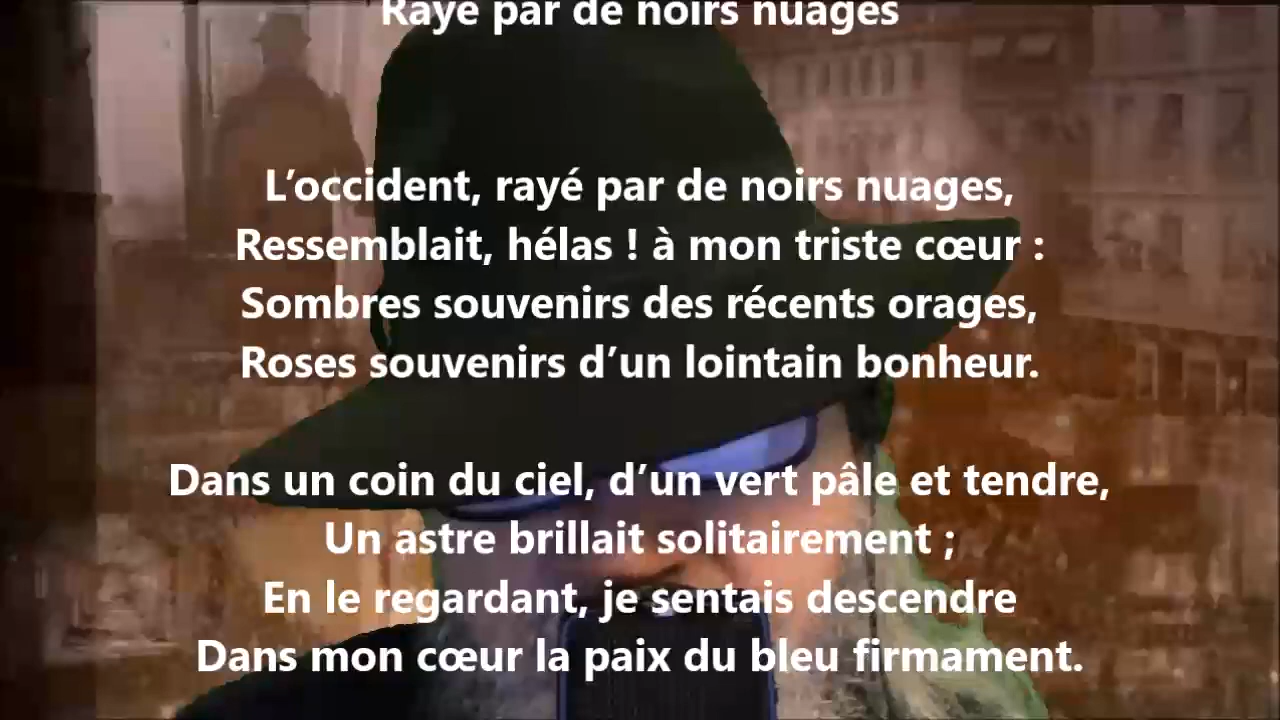 Rayé par de noirs nuages
L’occident, rayé par de noirs nuages,
Ressemblait, hélas ! à mon triste cœur :
Sombres souvenirs des récents orages,
Roses souvenirs d’un lointain bonheur.
Dans un coin du ciel, d’un vert pâle et tendre,
Un astre brillait solitairement ;
En le regardant, je sentais descendre
Dans mon cœur la paix du bleu firmament.